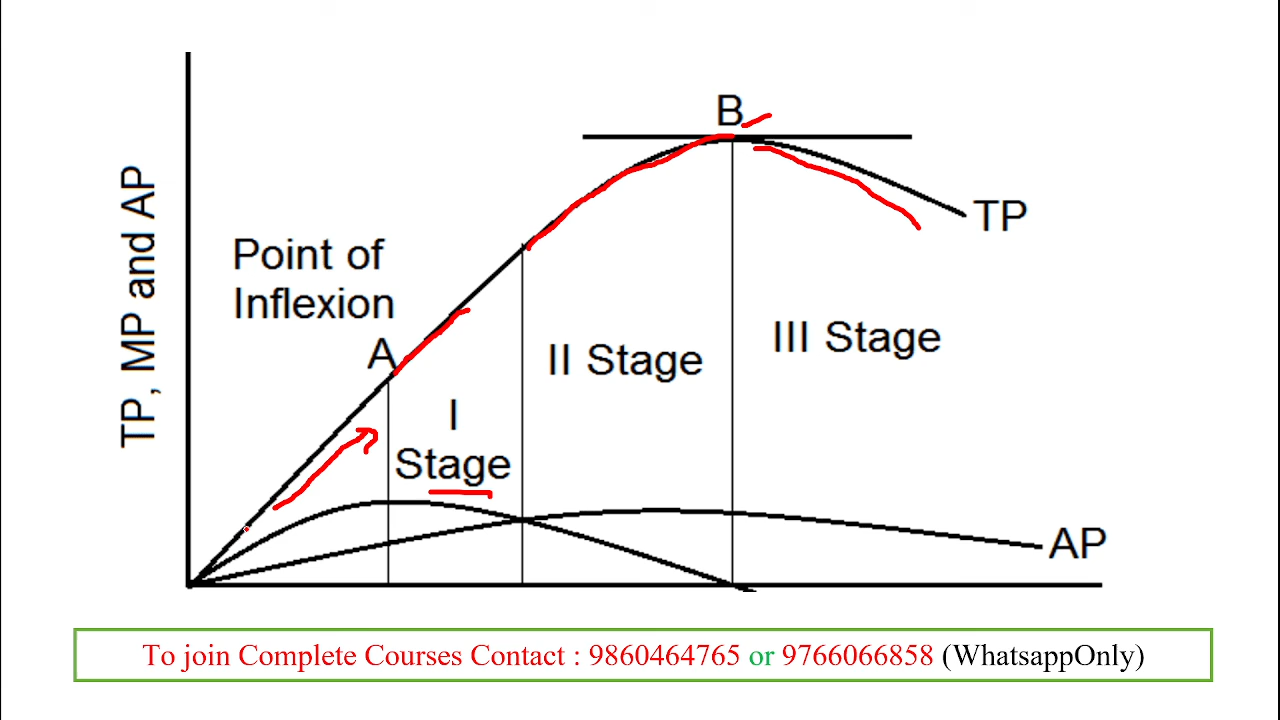 B
TP
TP, MP and AP
Point of
Inflexion
A
I
Stage
II Stage
III Stage
AP
To join Complete Courses Contact : 9860464765 or 9766066858 (WhatsappOnly)